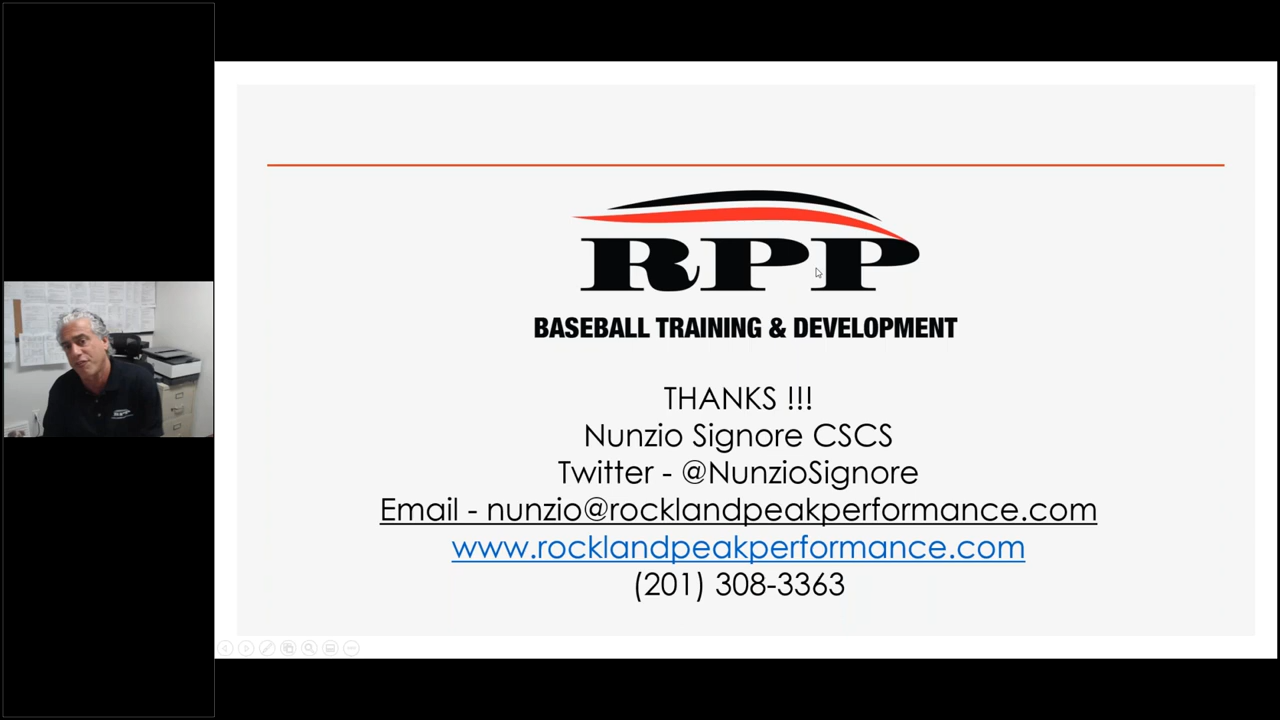 RPP
BASEBALL TRAINING & DEVELOPMENT
THANKS !!!
Nunzio Signore CSCS
Twitter - @NunzioSignore
Email - nunzio@rocklandpeakperformance.com
www.rocklandpeakperformance.com
(201) 308-3363
RPP